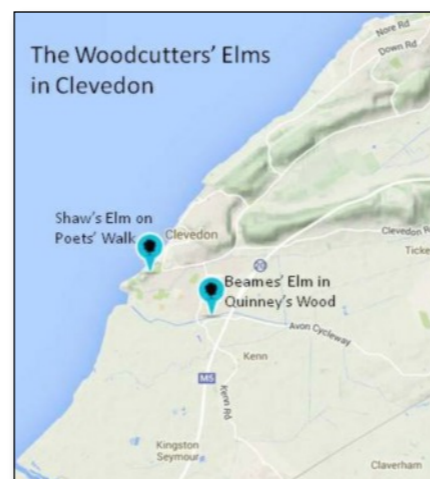 The Woodcutters' Elms
in Clevedon
Nore Rd
Down Rd
Shaw's Elm on
Poets' Walk
Clevedon
Clevedon R
Ticke
20
Beames' Elm in
Quinney's Wood
Avon Cycleway
Kenn
M5
Kenn Rd
Kingston
Seymour
Claverham